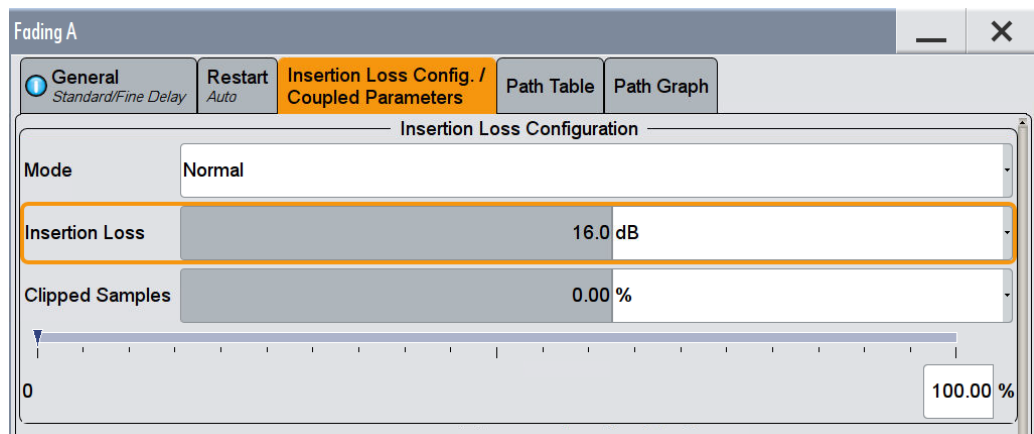 Fading A
General
Standard/Fine Delay
Restart
Auto
Insertion Loss Config. /
Coupled Parameters
Path Table
Path Graph
Insertion Loss Configuration
Mode Normal
Insertion Loss 16.0 dB
Clipped Samples 0.00 %
0 100.00 %